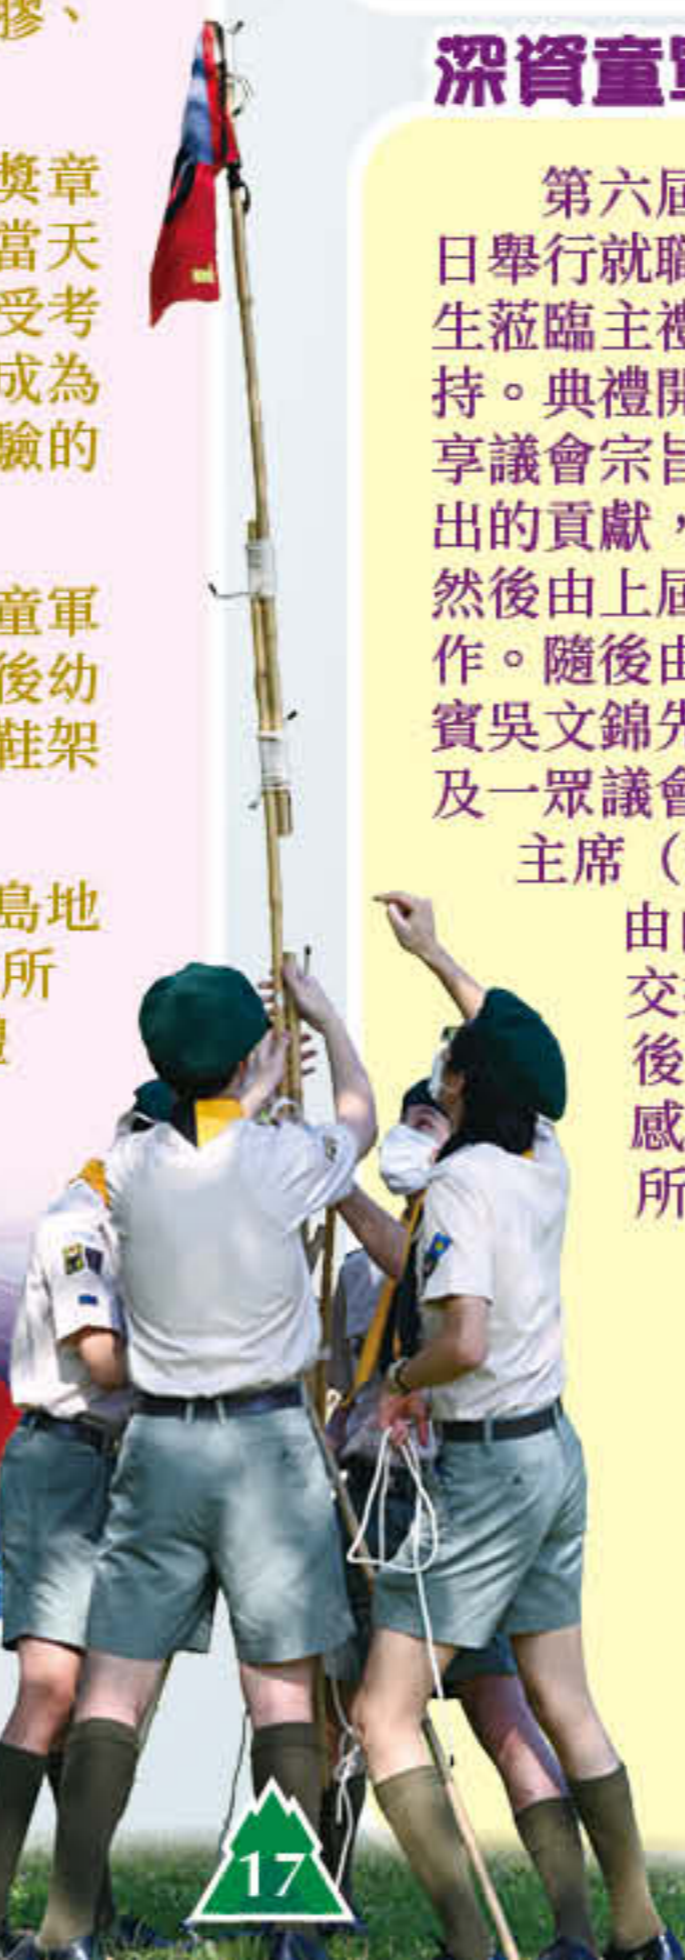 膠、
獎章
當天
受考
成為
驗的
童軍
後幼
鞋架
島地
所
深資童軍
第六屆
日舉行就職
生蒞臨主禮
持。典禮開
享議會宗旨
出的貢獻，
然後由上屆
作。隨後由
賓吳文錦先
及一眾議會
主席（
由
交
後
感
所
17